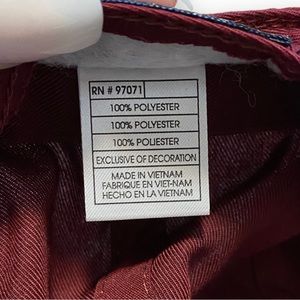 RN # 97071
100% POLYESTER
100% POLYESTER
100% POLIESTER
EXCLUSIVE OF DECORATION
MADE IN VIETNAM
FABRIQUE EN VIET-NAM
HECHO EN LA VIETNAM